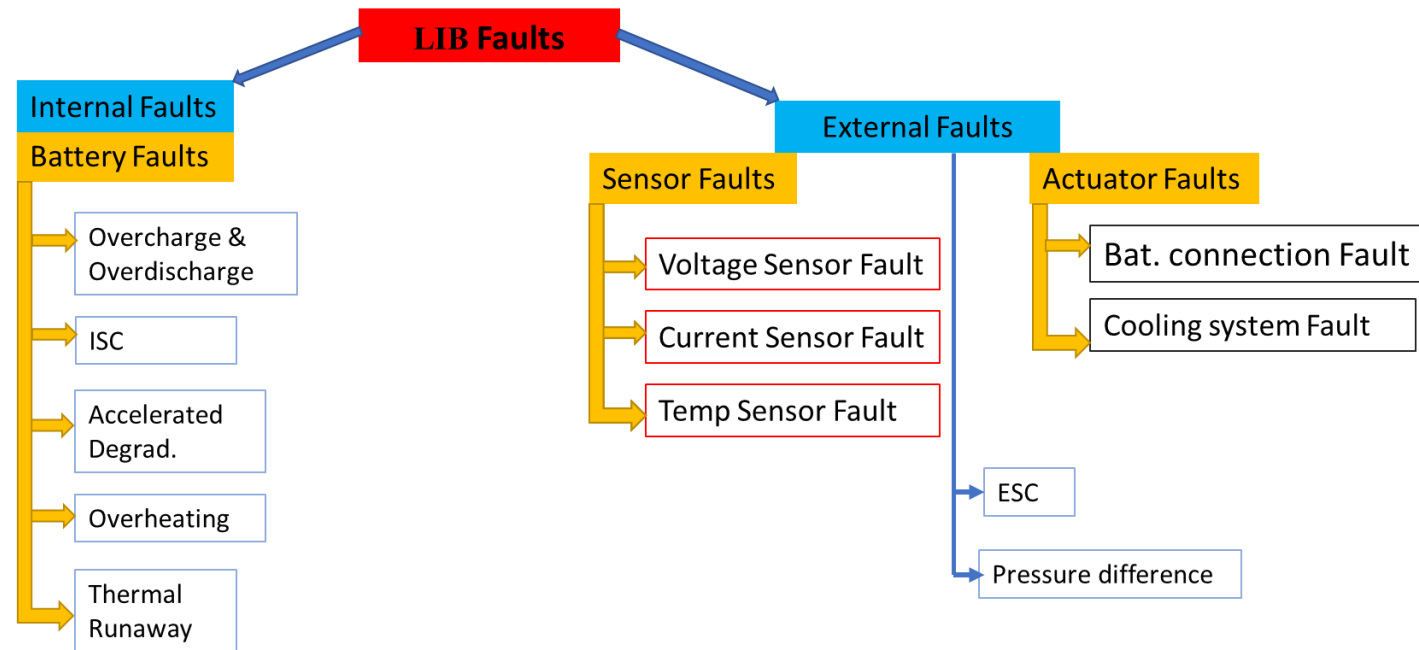 LIB Faults
Internal Faults
Battery Faults
Overcharge &
Overdischarge
ISC
Accelerated
Degrad.
Overheating
Thermal
Runaway
External Faults
Sensor Faults
Voltage Sensor Fault
Current Sensor Fault
Temp Sensor Fault
Actuator Faults
Bat. connection Fault
Cooling system Fault
ESC
Pressure difference